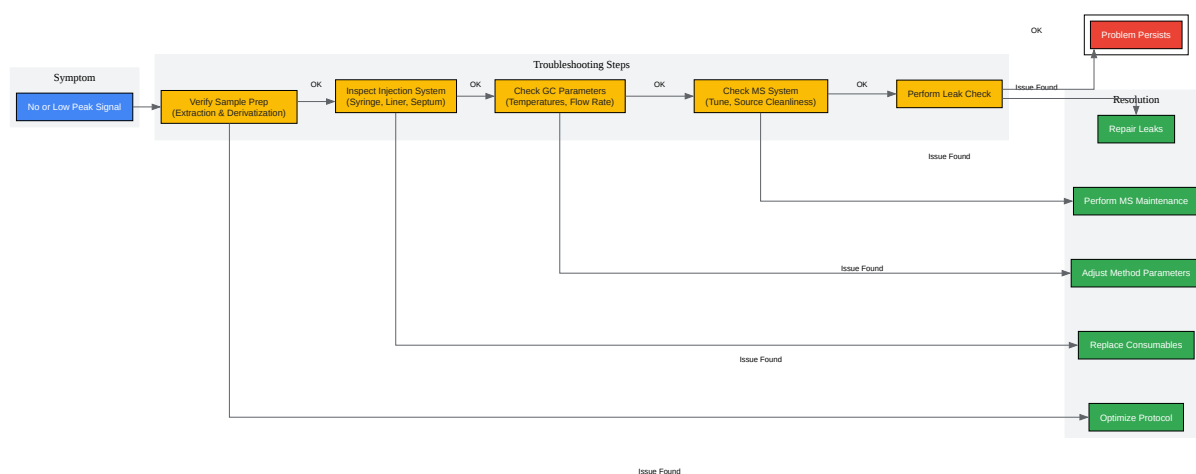 OK
Problem Persists
Symptom
Troubleshooting Steps
No or Low Peak Signal
Verify Sample Prep
(Extraction & Derivatization)
OK
Inspect Injection System
(Syringe, Liner, Septum)
OK
Check GC Parameters
(Temperatures, Flow Rate)
OK
Check MS System
(Tune, Source Cleanliness)
OK
Perform Leak Check
Issue Found
Resolution
Repair Leaks
Issue Found
Perform MS Maintenance
Issue Found
Adjust Method Parameters
Issue Found
Replace Consumables
Optimize Protocol
Issue Found